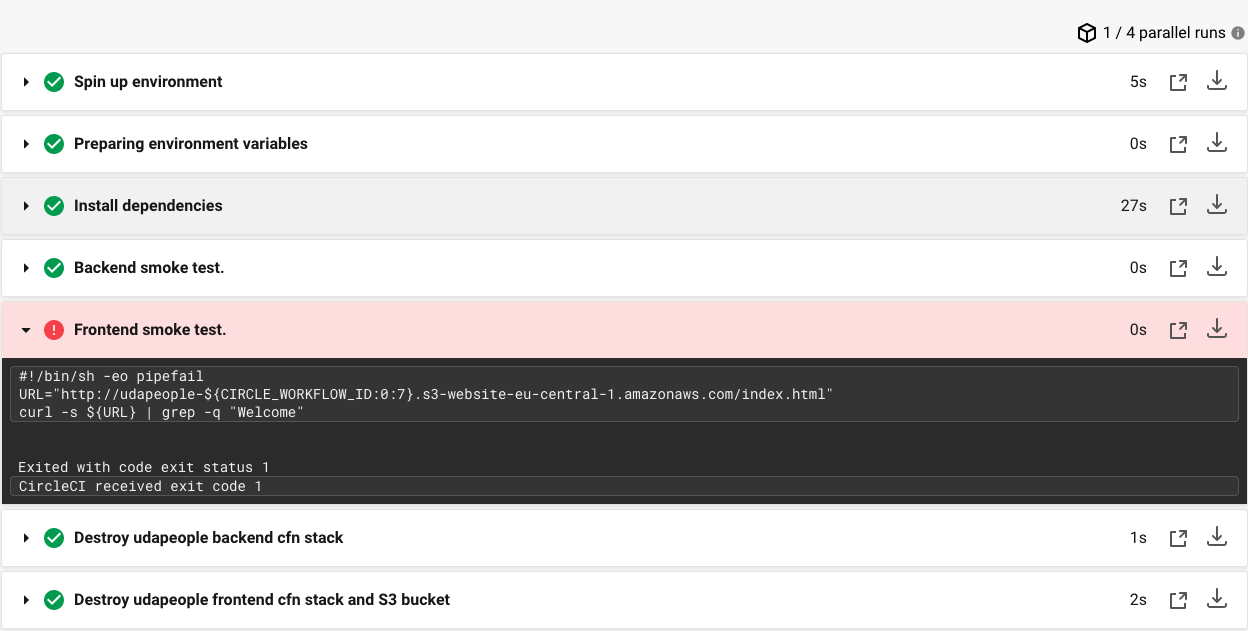 1 / 4 parallel runs
Spin up environment 5s
Preparing environment variables 0s
Install dependencies 27s
Backend smoke test. 0s
Frontend smoke test. 0s
#!/bin/sh -eo pipefail
URL="http://udapeople-${CIRCLE_WORKFLOW_ID:0:7}.s3-website-eu-central-1.amazonaws.com/index.html"
curl -s ${URL} | grep -q "Welcome"
Exited with code exit status 1
CircleCI received exit code 1
Destroy udapeople backend cfn stack 1s
Destroy udapeople frontend cfn stack and S3 bucket 2s